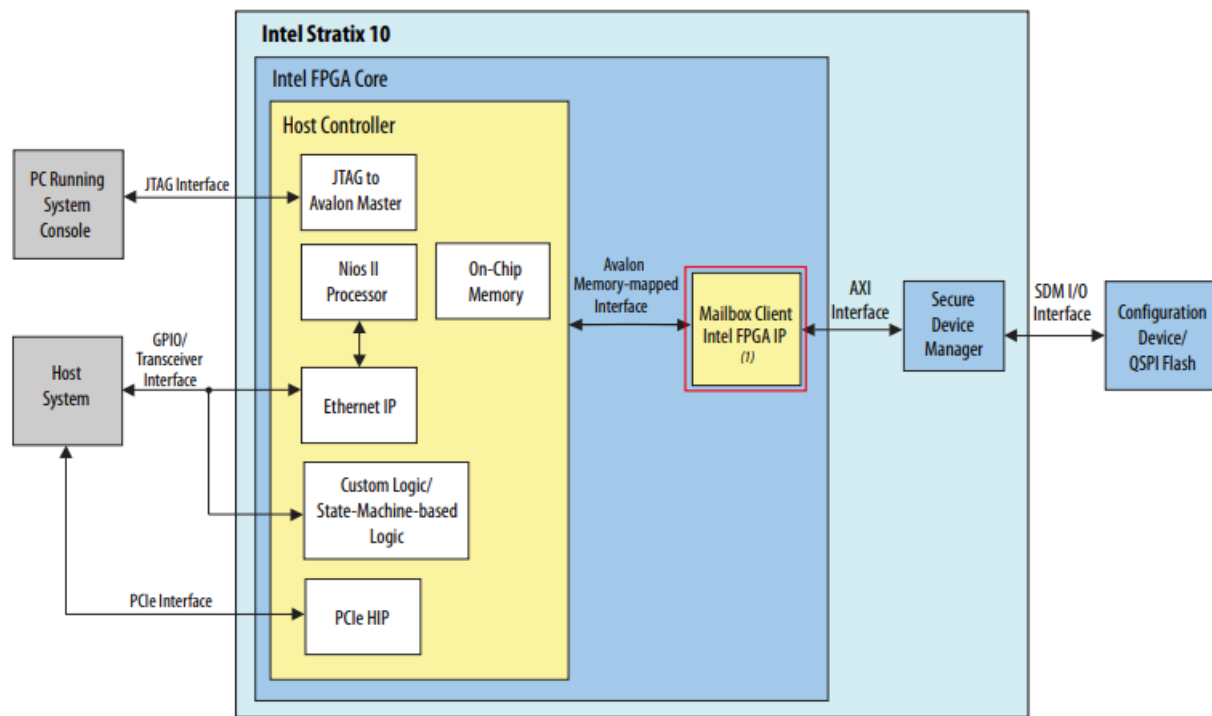 Intel Stratix 10
Intel FPGA Core
Host Controller
PC Running
System
Console
JTAG Interface
JTAG to
Avalon Master
Nios II
Processor
On-Chip
Memory
Avalon
Memory-mapped
Interface
Mailbox Client
Intel FPGA IP
(1)
AXI
Interface
Secure
Device
Manager
SDM I/O
Interface
Configuration
Device/
QSPI Flash
Host
System
GPIO/
Transceiver
Interface
Ethernet IP
Custom Logic/
State-Machine-based
Logic
PCIe Interface
PCIe HIP